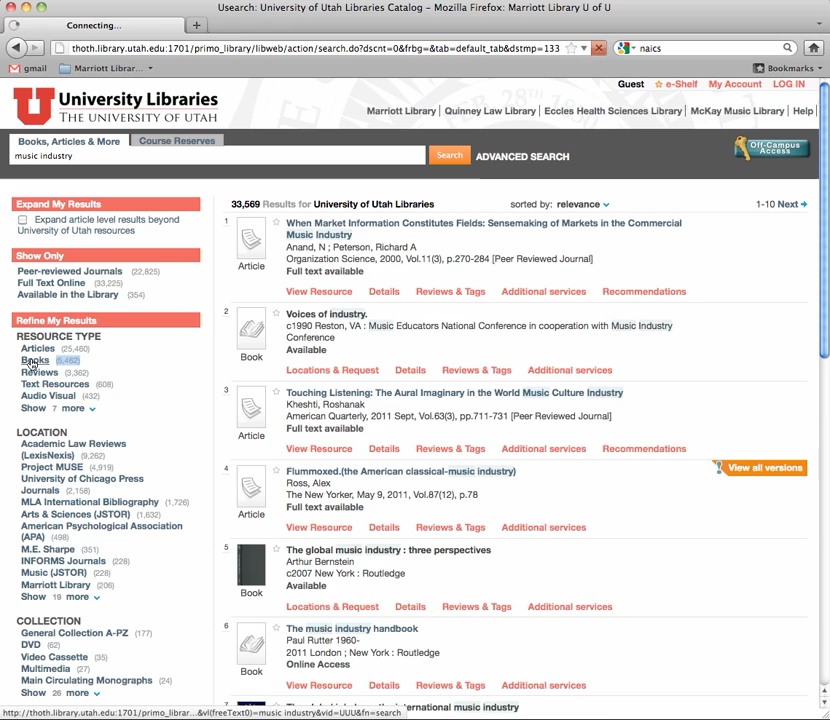 Usearch: University of Utah Libraries Catalog - Mozilla Firefox: Marriott Library U of U
Connecting...
thoth.library.utah.edu:1701/primo_library/libweb/action/search.do?dscnt=0&frbg=&tab=default_tab&dstmp=133
naics
gmail
Marriott Librar...
Bookmarks
Guest
e-Shelf
My Account
LOG IN
University Libraries
THE UNIVERSITY OF UTAH
Marriott Library | Quinney Law Library | Eccles Health Sciences Library | McKay Music Library | Help
Books, Articles & More
Course Reserves
music industry
Search
ADVANCED SEARCH
Off-Campus
Access
Expand My Results
Expand article level results beyond
University of Utah resources
Show Only
Peer-reviewed Journals (22,825)
Full Text Online (33,225)
Available in the Library (354)
Refine My Results
RESOURCE TYPE
Articles (25,460)
Books (5,462)
Reviews (3,362)
Text Resources (608)
Audio Visual (432)
Show 7 more
LOCATION
Academic Law Reviews
(LexisNexis) (9,262)
Project MUSE (4,919)
University of Chicago Press
Journals (2,158)
MLA International Bibliography (1,726)
Arts & Sciences (JSTOR) (1,632)
American Psychological Association
(APA) (498)
M.E. Sharpe (351)
INFORMS Journals (228)
Music (JSTOR) (228)
Marriott Library (206)
Show 19 more
COLLECTION
General Collection A-PZ (177)
DVD (62)
Video Cassette (35)
Multimedia (27)
Main Circulating Monographs (24)
Show 26 more
33,569 Results for University of Utah Libraries
sorted by: relevance
1-10 Next
1
Article
When Market Information Constitutes Fields: Sensemaking of Markets in the Commercial
Music Industry
Anand, N ; Peterson, Richard A
Organization Science, 2000, Vol.11(3), p.270-284 [Peer Reviewed Journal]
Full text available
View Resource Details Reviews & Tags Additional services Recommendations
2
Book
Voices of industry.
c1990 Reston, VA : Music Educators National Conference in cooperation with Music Industry
Conference
Available
Locations & Request Details Reviews & Tags Additional services
3
Article
Touching Listening: The Aural Imaginary in the World Music Culture Industry
Kheshti, Roshanak
American Quarterly, 2011 Sept, Vol.63(3), pp.711-731 [Peer Reviewed Journal]
Full text available
View Resource Details Reviews & Tags Additional services Recommendations
4
Article
Flummoxed.(the American classical-music industry)
View all versions
Ross, Alex
The New Yorker, May 9, 2011, Vol.87(12), p.78
Full text available
View Resource Details Reviews & Tags Additional services
5
Book
The global music industry : three perspectives
Arthur Bernstein
c2007 New York : Routledge
Available
Locations & Request Details Reviews & Tags Additional services
6
Book
The music industry handbook
Paul Rutter 1960-
2011 London ; New York : Routledge
Online Access
View Resource Details Reviews & Tags Additional services
7
music industry
http://thoth.library.utah.edu:1701/primo_librar...&vl(freeText0)=music industry&vid=UUU&fn=search